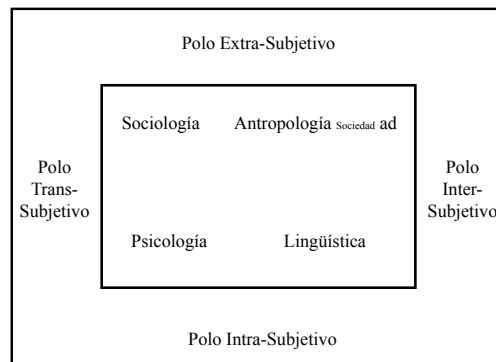 Polo Extra-Subjetivo
Sociología Antropología Sociedad ad
Polo
Trans-
Subjetivo
Polo
Inter-
Subjetivo
Psicología Lingüística
Polo Intra-Subjetivo